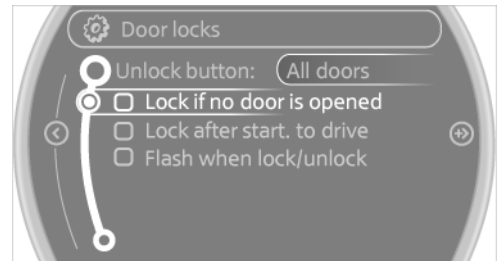 Door locks
Unlock button: All doors
Lock if no door is opened
Lock after start. to drive
Flash when lock/unlock